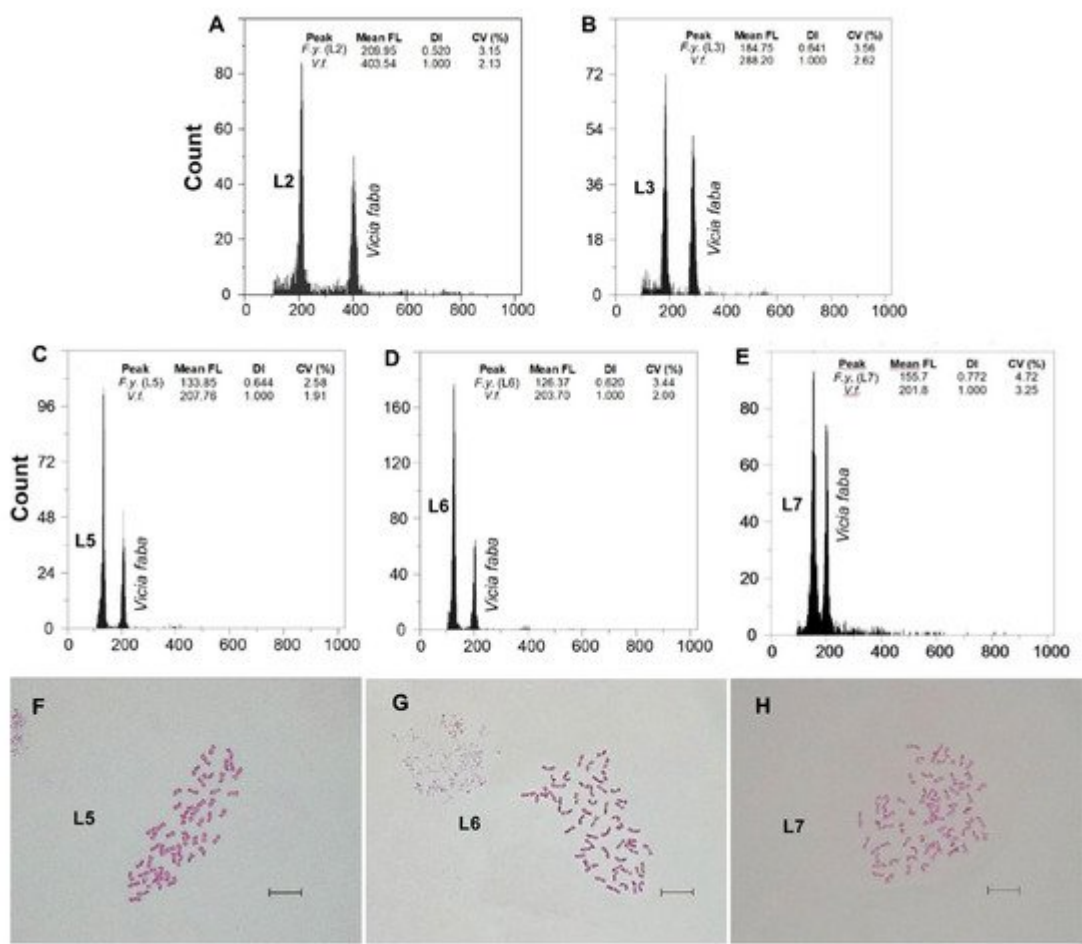 A
Peak Mean FL DI CV (%)
F.y. (L2) 209.95 0.520 3.15
V.f. 403.54 1.000 2.13
Count
80
60
40
20
0
L2
Vicia faba
0 200 400 600 800 1000
B
Peak Mean FL DI CV (%)
F.y. (L3) 184.75 0.641 3.56
V.f. 288.20 1.000 2.62
72
54
36
18
0
L3
Vicia faba
0 200 400 600 800 1000
C
Peak Mean FL DI CV (%)
F.y. (L5) 133.85 0.644 2.58
V.f. 207.76 1.000 1.91
Count
96
72
48
24
0
L5
Vicia faba
0 200 400 600 800 1000
D
Peak Mean FL DI CV (%)
F.y. (L6) 126.37 0.620 3.44
V.f. 203.70 1.000 2.00
160
120
80
40
0
L6
Vicia faba
0 200 400 600 800 1000
E
Peak Mean FL DI CV (%)
F.y. (L7) 155.7 0.772 4.72
V.f. 201.6 1.000 3.25
80
60
40
20
0
L7
Vicia faba
0 200 400 600 800 1000
F
L5
G
L6
H
L7